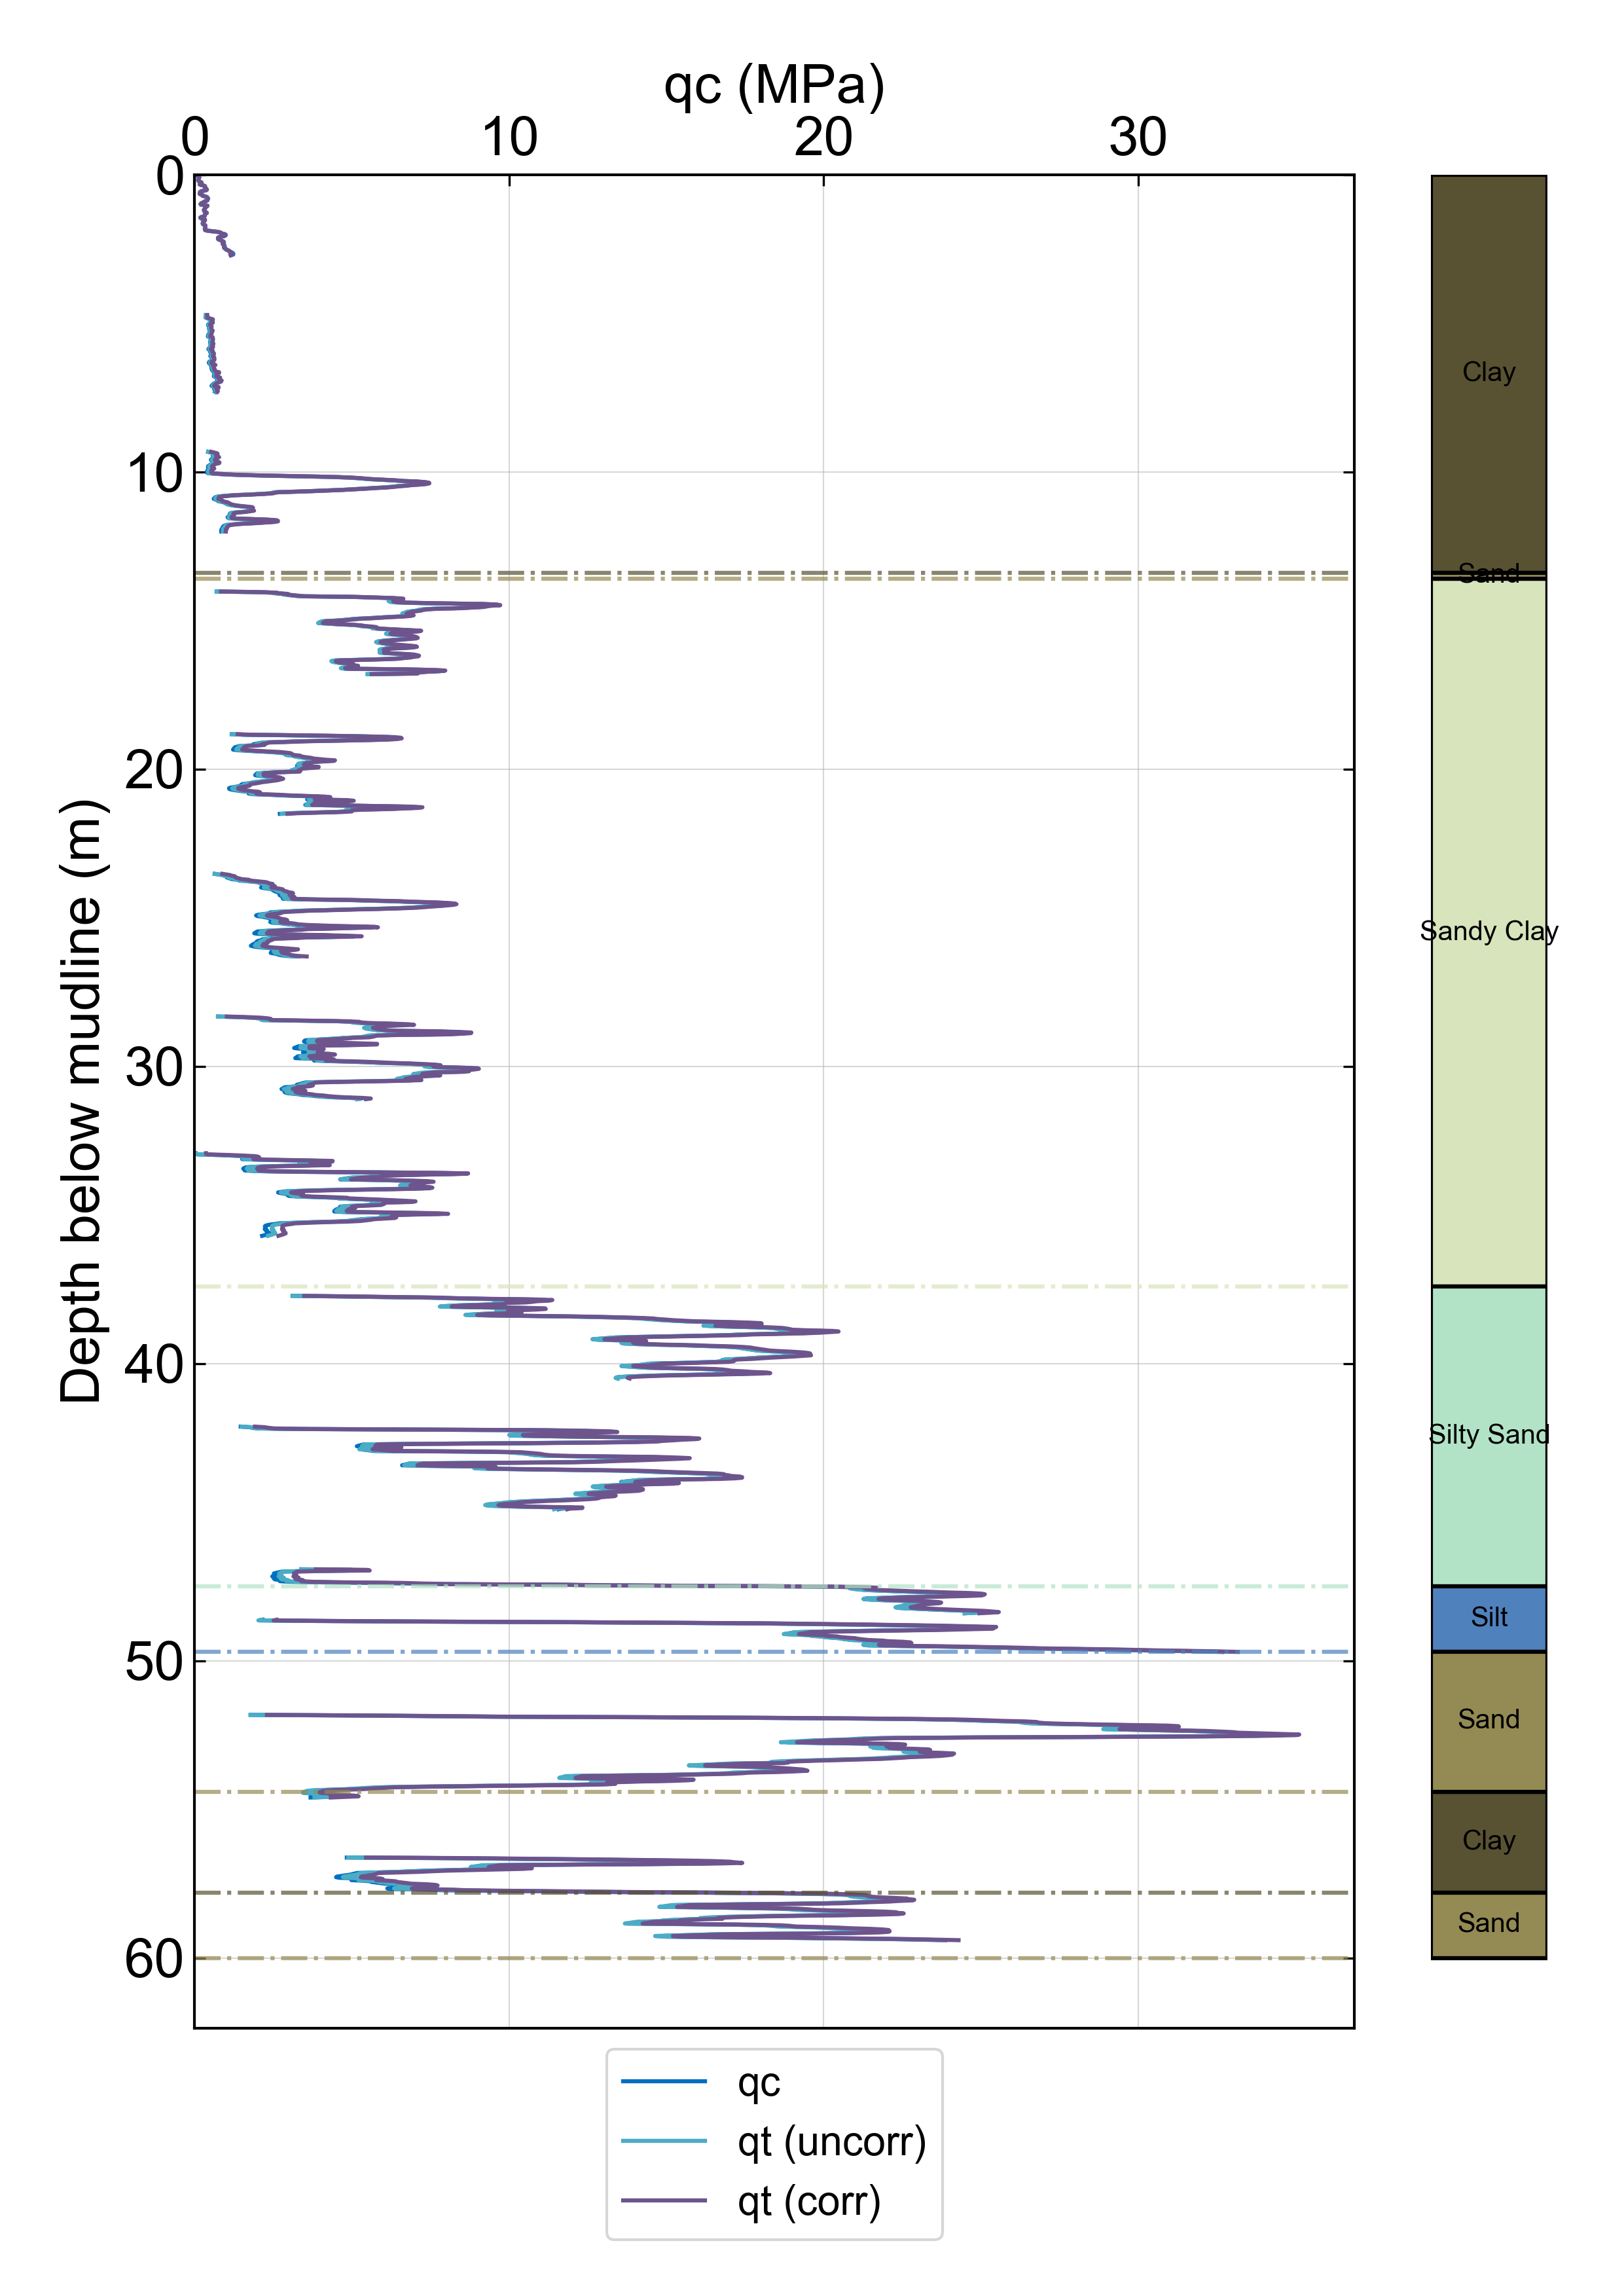 qc (MPa)
0 10 20 30
0
10
20
30
40
50
60
Depth below mudline (m)
Clay
Sand
Sandy Clay
Silty Sand
Silt
Sand
Clay
Sand
qc
qt (uncorr)
qt (corr)